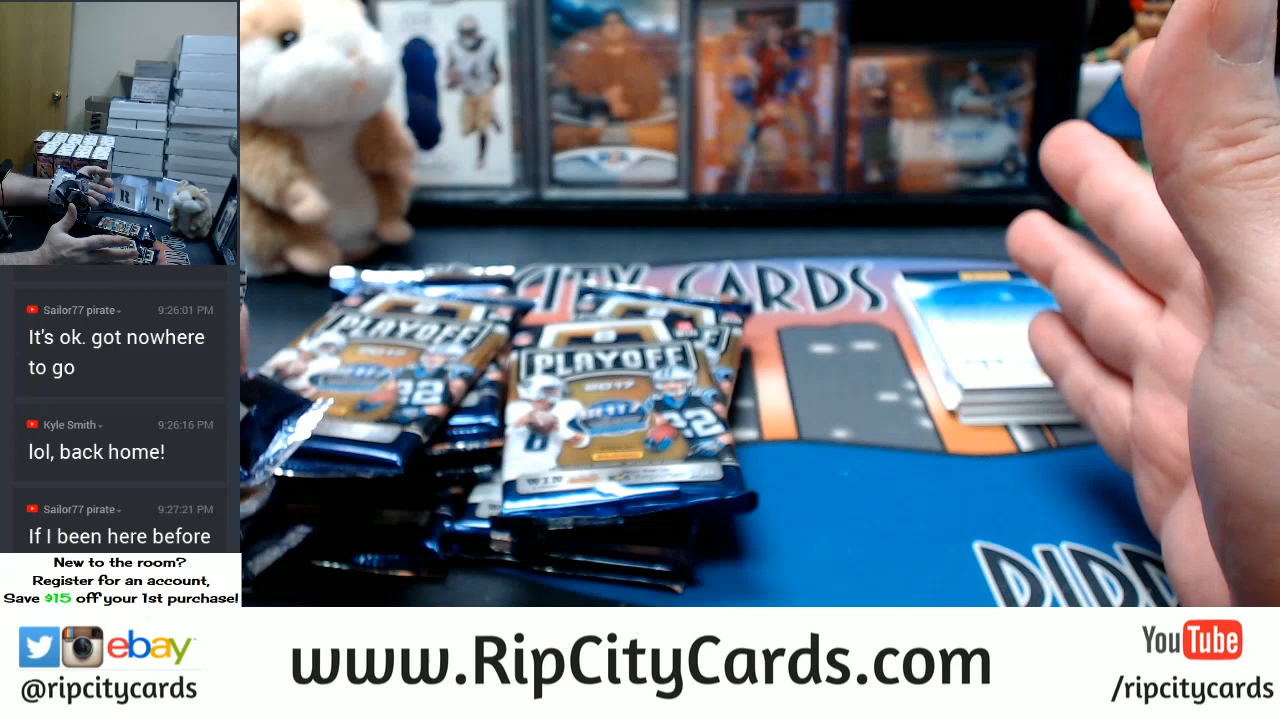 Sailor77 pirate 9:26:01 PM
It's ok. got nowhere
to go
Kyle Smith 9:26:16 PM
lol, back home!
Sailor77 pirate 9:27:21 PM
If I been here before
New to the room?
Register for an account,
Save $15 off your 1st purchase!
CITY CARDS
PLAYOFF
22
PLAYOFF
2017
8
22
WIN
R T
RIPP
ebay
@ripcitycards
www.RipCityCards.com
YouTube
/ripcitycards